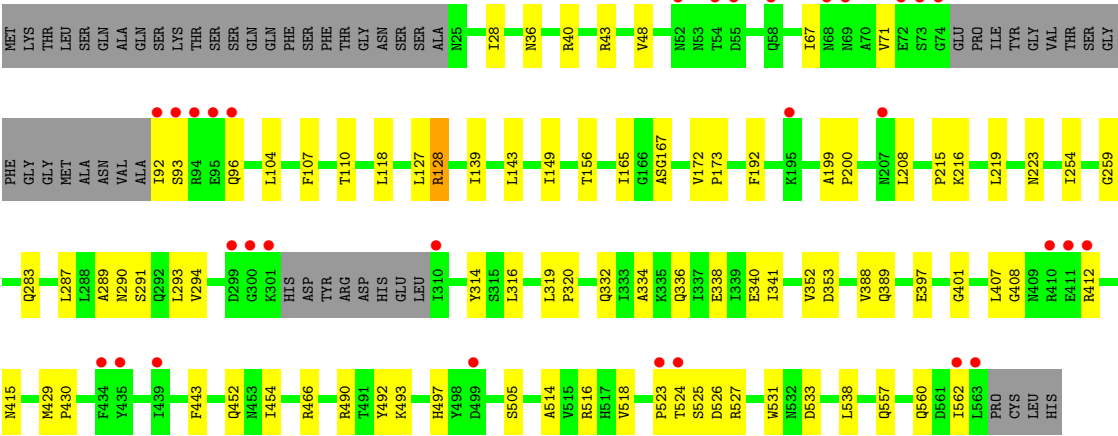 MET LYS THR LEU SER GLN ALA GLN SER LYS THR SER SER GLN GLN PHE SER PHE THR GLY ASN SER SER ALA N25 I28 N36 R40 R43 V48 N52 N53 T54 D55 Q58 I67 N68 N69 A70 V71 E72 S73 G74 GLU PRO ILE TYR GLY VAL THR SER GLY
PHE GLY GLY MET ALA ASN VAL ALA I92 S93 R94 E95 Q96 L104 F107 T110 L118 L127 R128 I139 L143 I149 T156 I165 G166 ASG167 V172 P173 F192 K195 A199 P200 N207 L208 P215 K216 L219 N223 I254 G259
Q283 L287 L288 A289 N290 S291 Q292 L293 V294 D299 G300 K301 HIS ASP TYR ARG ASP HIS GLU LEU I310 Y314 S315 L316 L319 P320 Q332 I333 A334 K335 Q336 I337 E338 I339 E340 I341 V352 D353 V388 Q389 E397 G401 L407 G408 N409 R410 E411 R412
N415 M429 P430 F434 Y435 I439 F443 Q452 N453 I454 R466 R490 T491 Y492 K493 H497 Y498 D499 S505 A514 V515 R516 H517 V518 P523 T524 S525 D526 R527 W531 N532 D533 L538 Q557 Q560 D561 I562 L563 PRO CYS LEU HIS